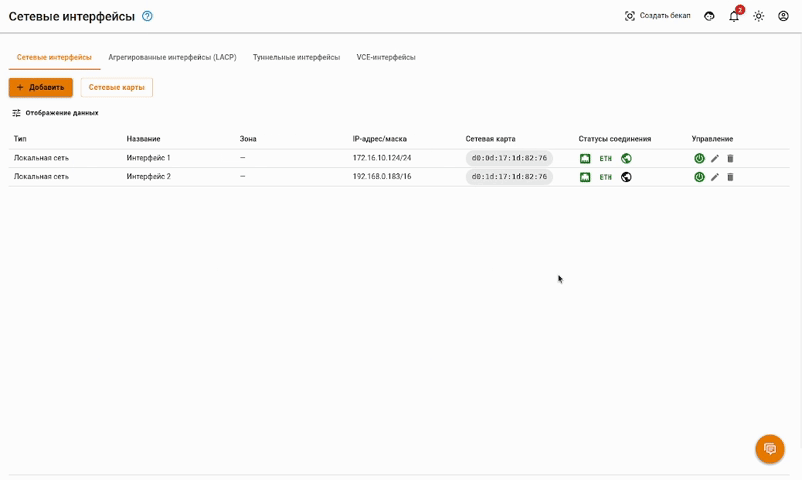 Сетевые интерфейсы
Создать бекап
2
Сетевые интерфейсы Агрегированные интерфейсы (LACP) Туннельные интерфейсы VCE-интерфейсы
+ Добавить Сетевые карты
Отображение данных
Тип Название Зона IP-адрес/маска Сетевая карта Статусы соединения Управление
Локальная сеть Интерфейс 1 — 172.16.10.124/24 d0:0d:17:1d:82:76 ETH
Локальная сеть Интерфейс 2 — 192.168.0.183/16 d0:1d:17:1d:82:76 ETH